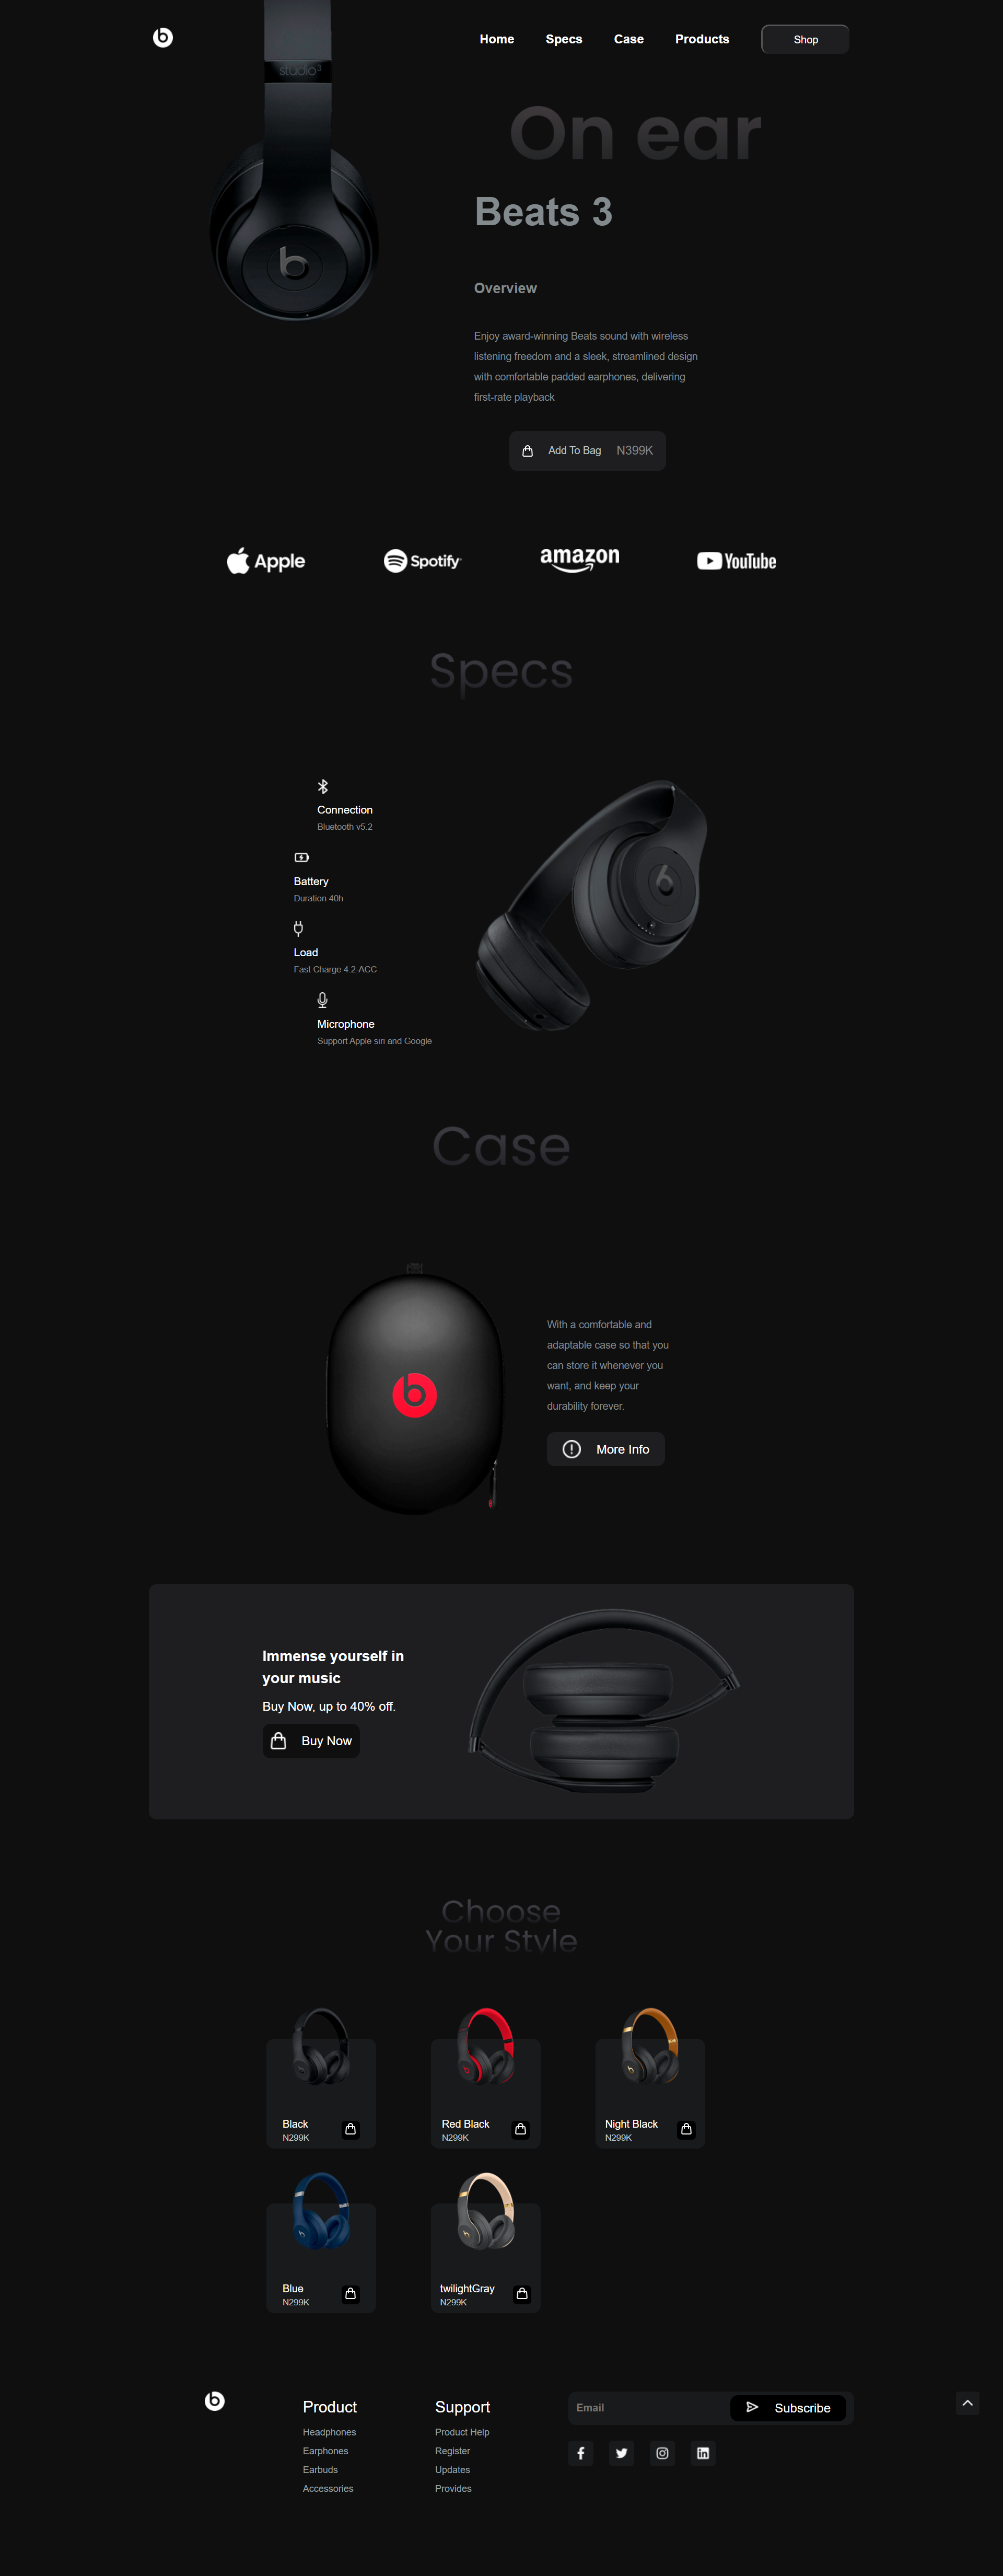 Home Specs Case Products Shop
studio3
On ear
Beats 3
Overview
Enjoy award-winning Beats sound with wireless
listening freedom and a sleek, streamlined design
with comfortable padded earphones, delivering
first-rate playback
Add To Bag N399K
Apple Spotify amazon YouTube
Specs
Connection
Bluetooth v5.2
Battery
Duration 40h
Load
Fast Charge 4.2-ACC
Microphone
Support Apple siri and Google
Case
With a comfortable and
adaptable case so that you
can store it whenever you
want, and keep your
durability forever.
More Info
Immense yourself in
your music
Buy Now, up to 40% off.
Buy Now
Choose
Your Style
Black
N299K
Red Black
N299K
Night Black
N299K
Blue
N299K
twilightGray
N299K
Product
Headphones
Earphones
Earbuds
Accessories
Support
Product Help
Register
Updates
Provides
Email Subscribe